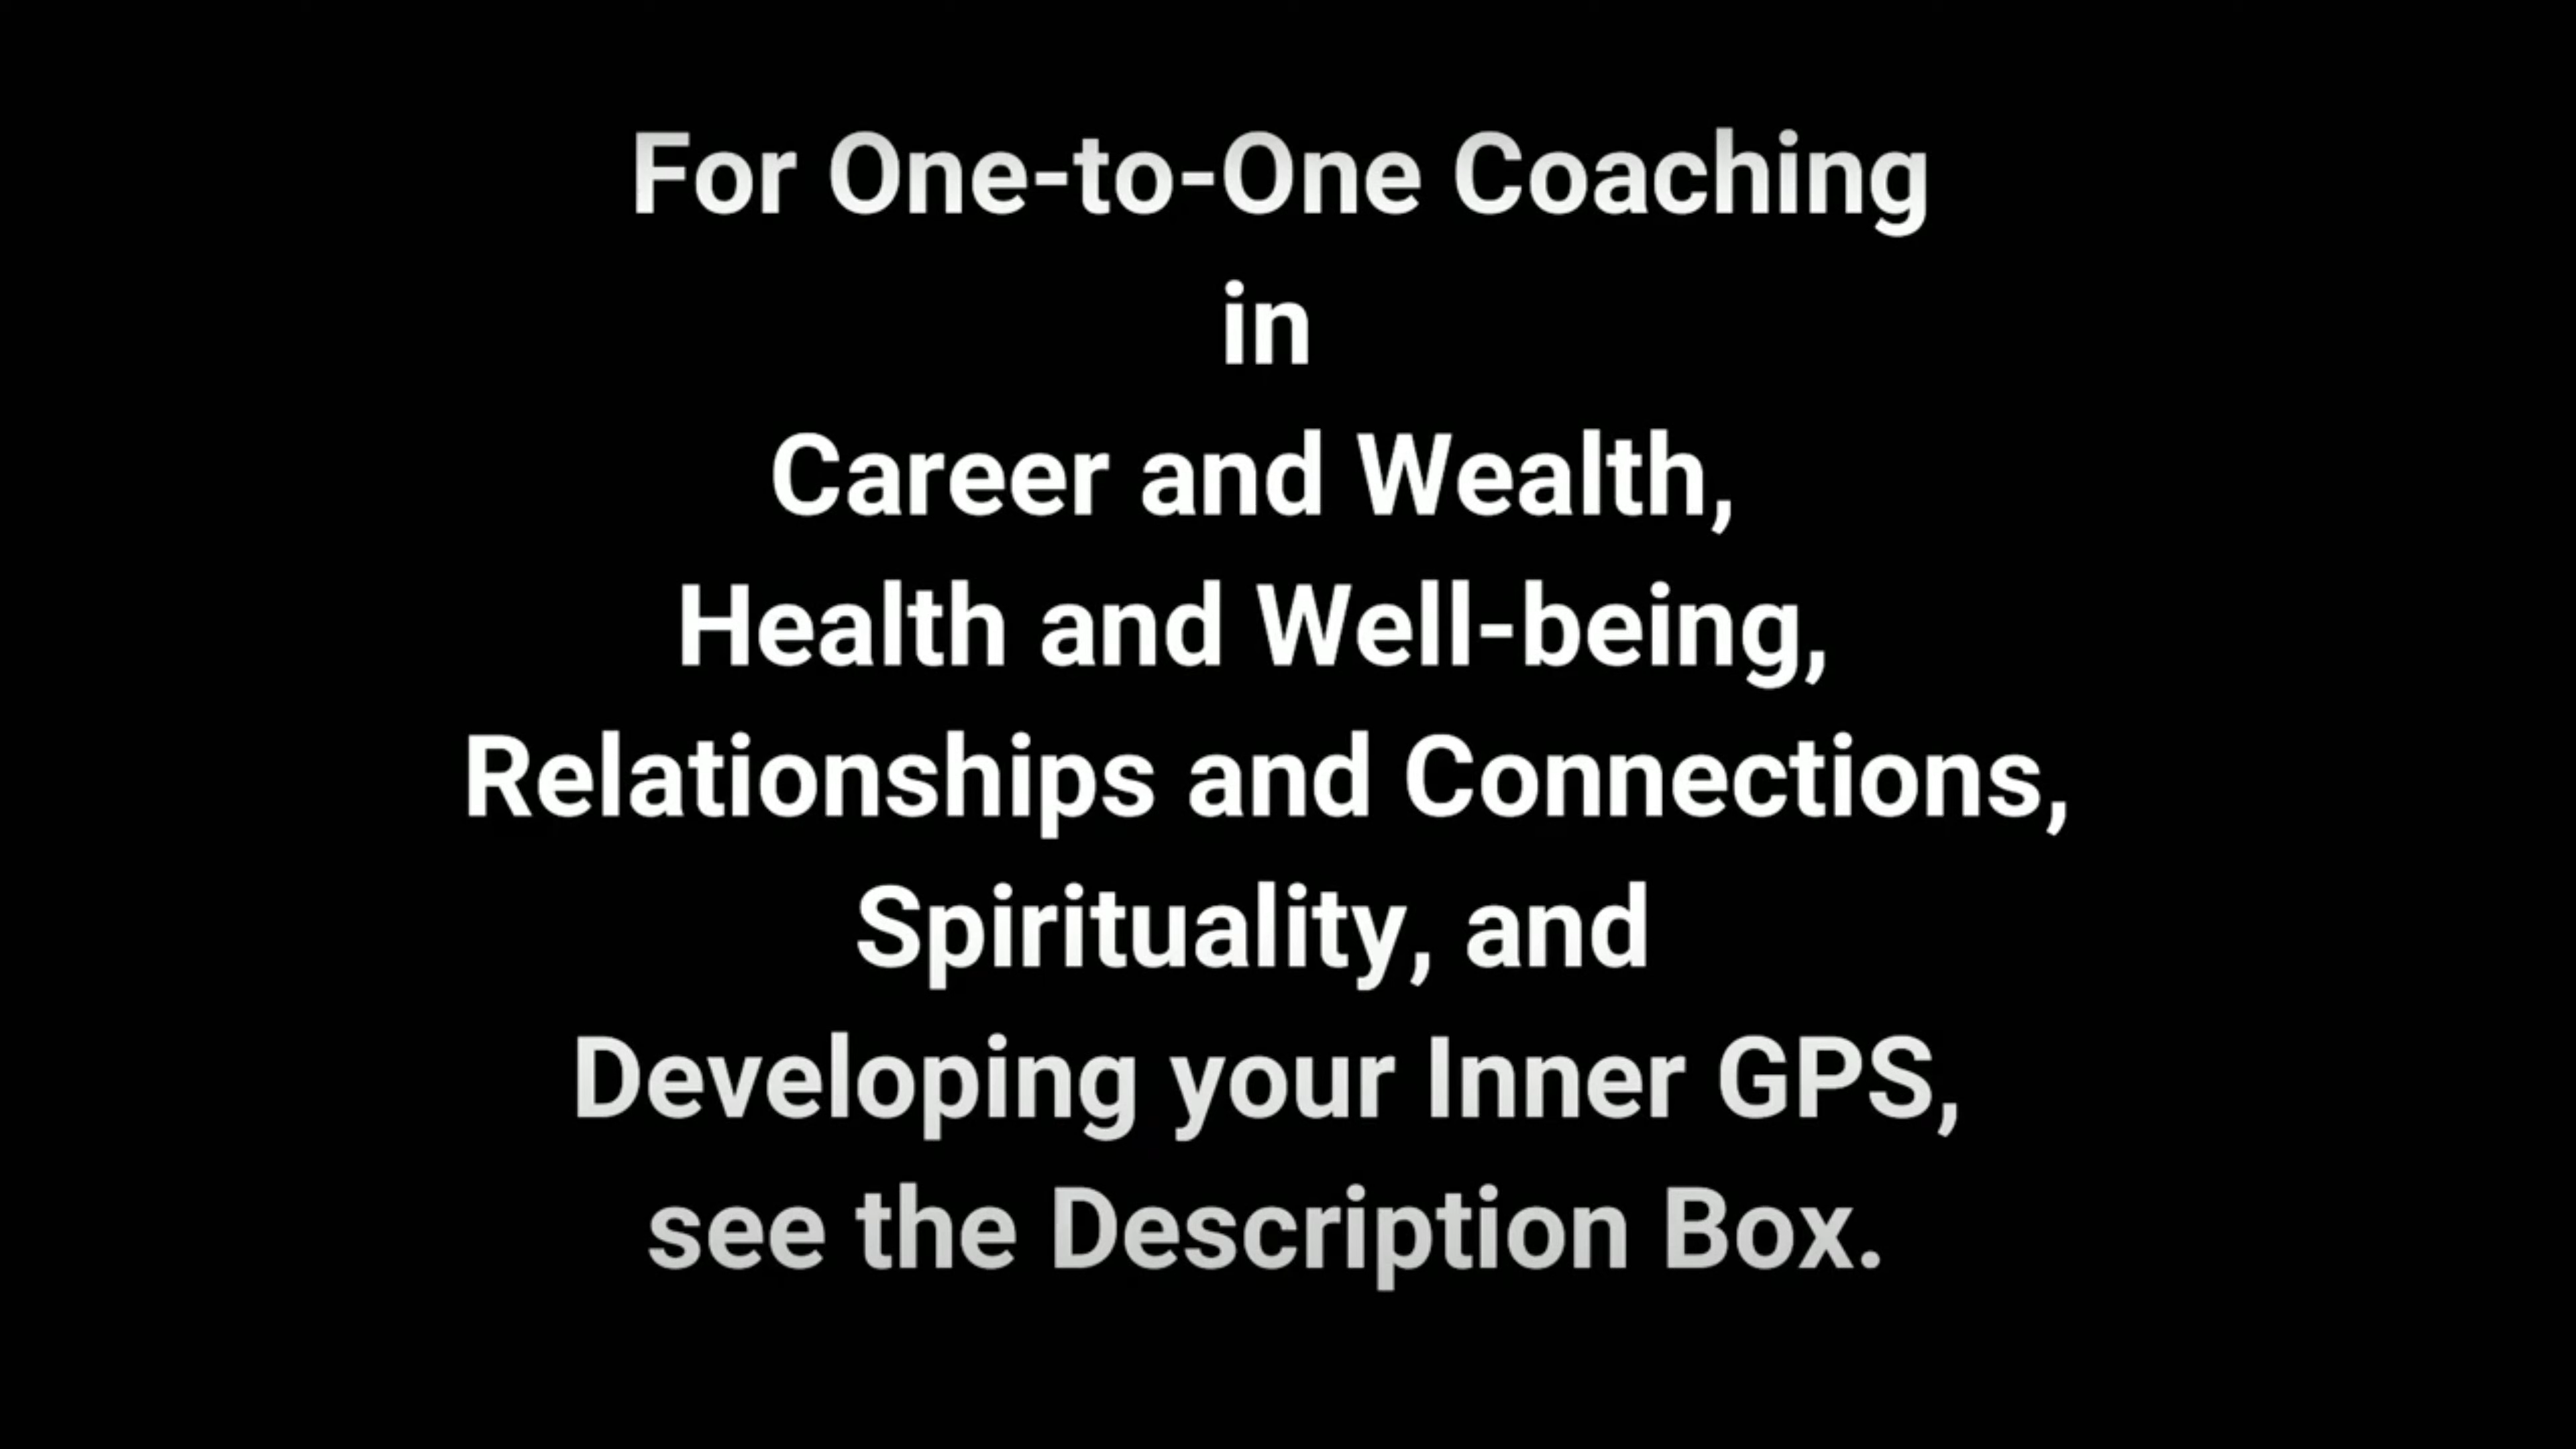 For One-to-One Coaching
in
Career and Wealth,
Health and Well-being,
Relationships and Connections,
Spirituality, and
Developing your Inner GPS,
see the Description Box.